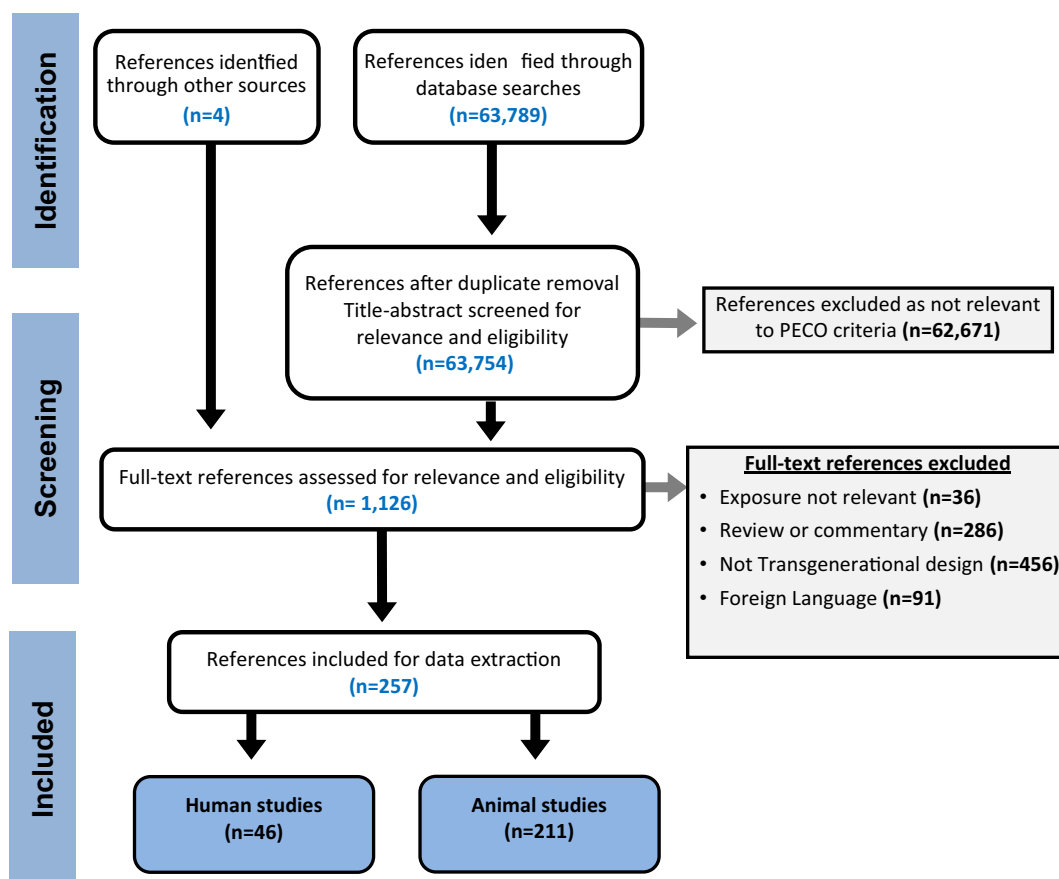 Identification
References identfied
through other sources
(n=4)
References iden fied through
database searches
(n=63,789)
References after duplicate removal
Title-abstract screened for
relevance and eligibility
(n=63,754)
References excluded as not relevant
to PECO criteria (n=62,671)
Screening
Full-text references assessed for relevance and eligibility
(n= 1,126)
Full-text references excluded
• Exposure not relevant (n=36)
• Review or commentary (n=286)
• Not Transgenerational design (n=456)
• Foreign Language (n=91)
Included
References included for data extraction
(n=257)
Human studies
(n=46)
Animal studies
(n=211)